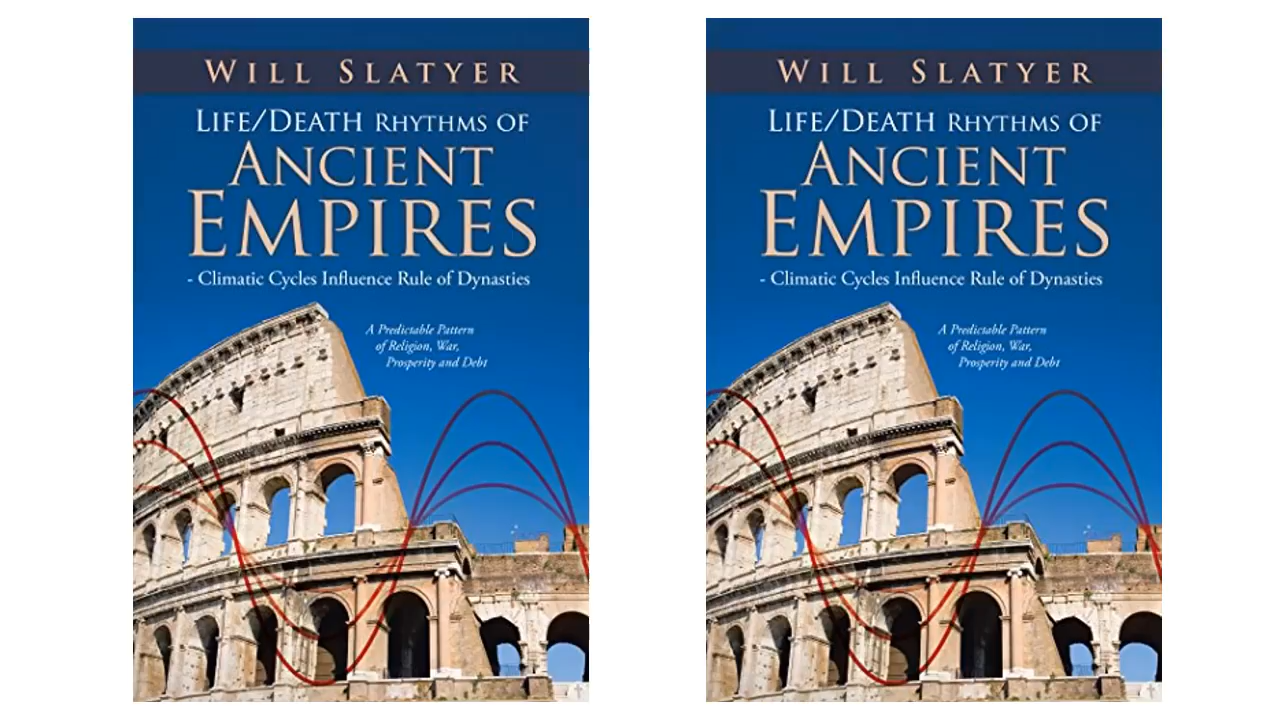 WILL SLATYER
LIFE/DEATH RHYTHMS OF
ANCIENT
EMPIRES
- Climatic Cycles Influence Rule of Dynasties
A Predictable Pattern
of Religion, War,
Prosperity and Debt
WILL SLATYER
LIFE/DEATH RHYTHMS OF
ANCIENT
EMPIRES
- Climatic Cycles Influence Rule of Dynasties
A Predictable Pattern
of Religion, War,
Prosperity and Debt